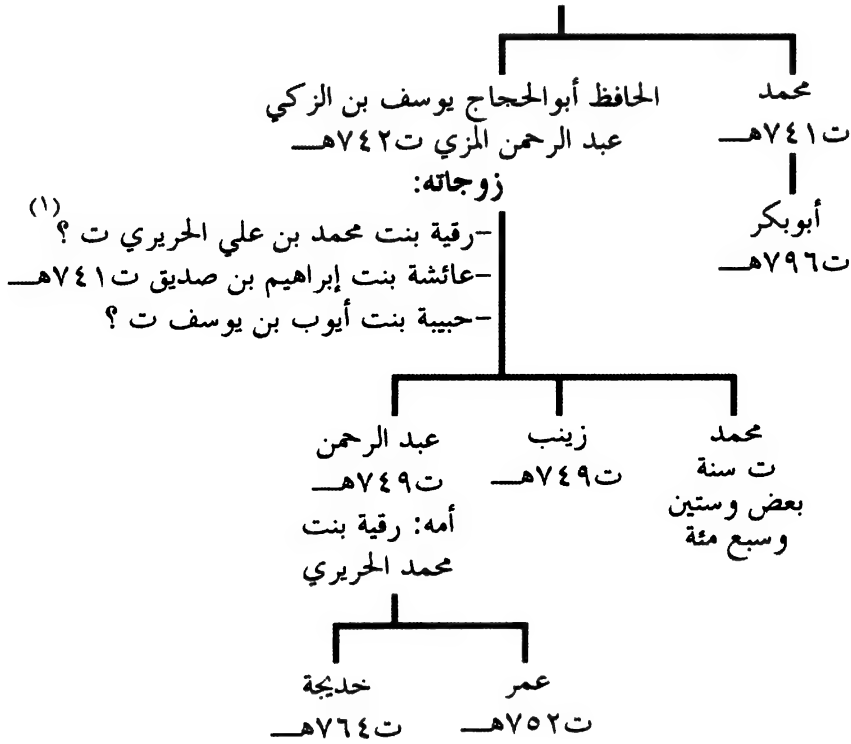 محمد
ت٧٤١هـ
أبوبكر
ت٧٩٦هـ
الحافظ أبوالحجاج يوسف بن الزكي
عبد الرحمن المزي ت٧٤٢هـ
زوجاته:
-رقية بنت محمد بن علي الحريري ت ؟(١)
-عائشة بنت إبراهيم بن صديق ت٧٤١هـ
-حبيبة بنت أيوب بن يوسف ت ؟
محمد
ت سنة
بعض وستين
وسبع مئة
زينب
ت٧٤٩هـ
عبد الرحمن
ت٧٤٩هـ
أمه: رقية بنت
محمد الحريري
عمر
ت٧٥٢هـ
خديجة
ت٧٦٤هـ